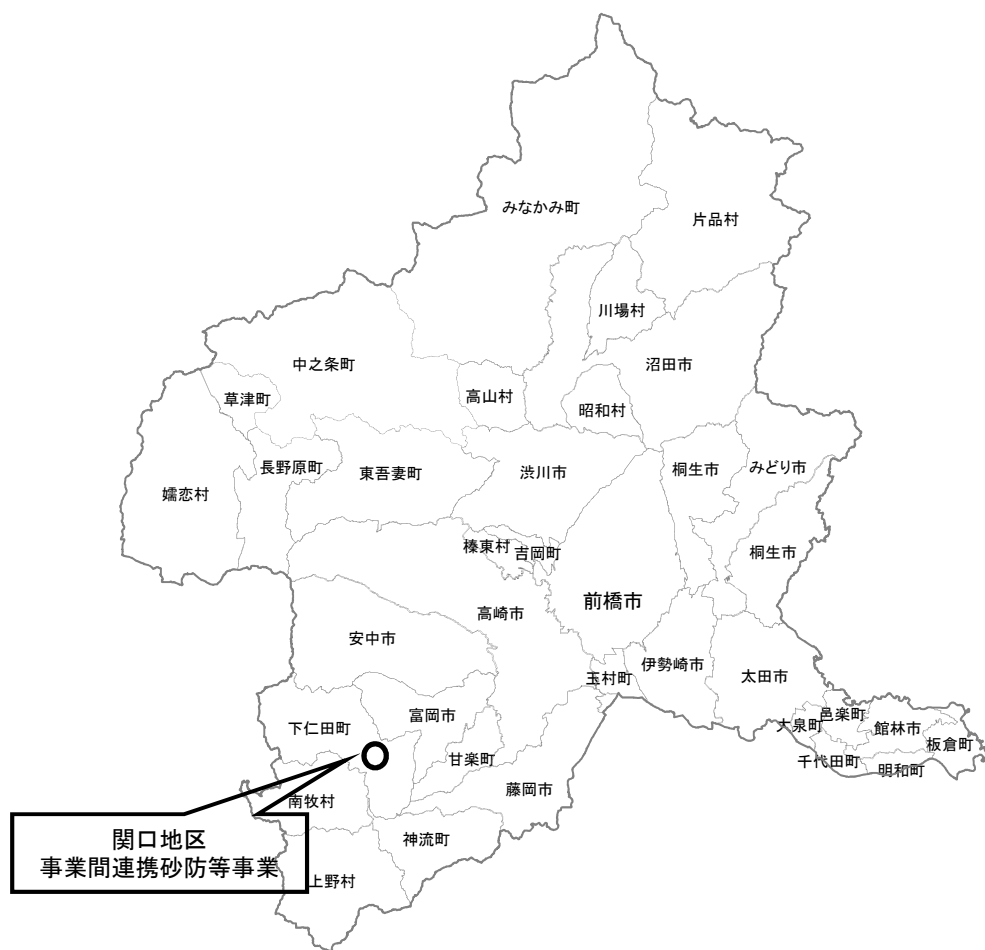 みなかみ町
片品村
川場村
中之条町
沼田市
草津町
高山村
昭和村
長野原町
東吾妻町
渋川市
桐生市
みどり市
嬬恋村
榛東村
吉岡町
桐生市
前橋市
高崎市
安中市
伊勢崎市
玉村町
太田市
富岡市
下仁田町
邑楽町
大泉町
館林市
板倉町
甘楽町
千代田町
明和町
藤岡市
南牧村
神流町
関口地区
事業間連携砂防等事業
上野村